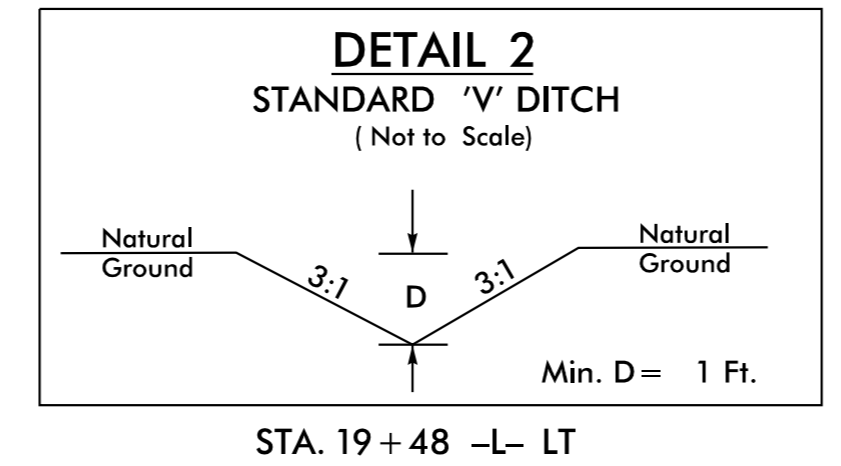 DETAIL 2
STANDARD 'V' DITCH
( Not to Scale)
Natural
Ground
3:1
D
3:1
Natural
Ground
Min. D= 1 Ft.
STA. 19+48 -L- LT